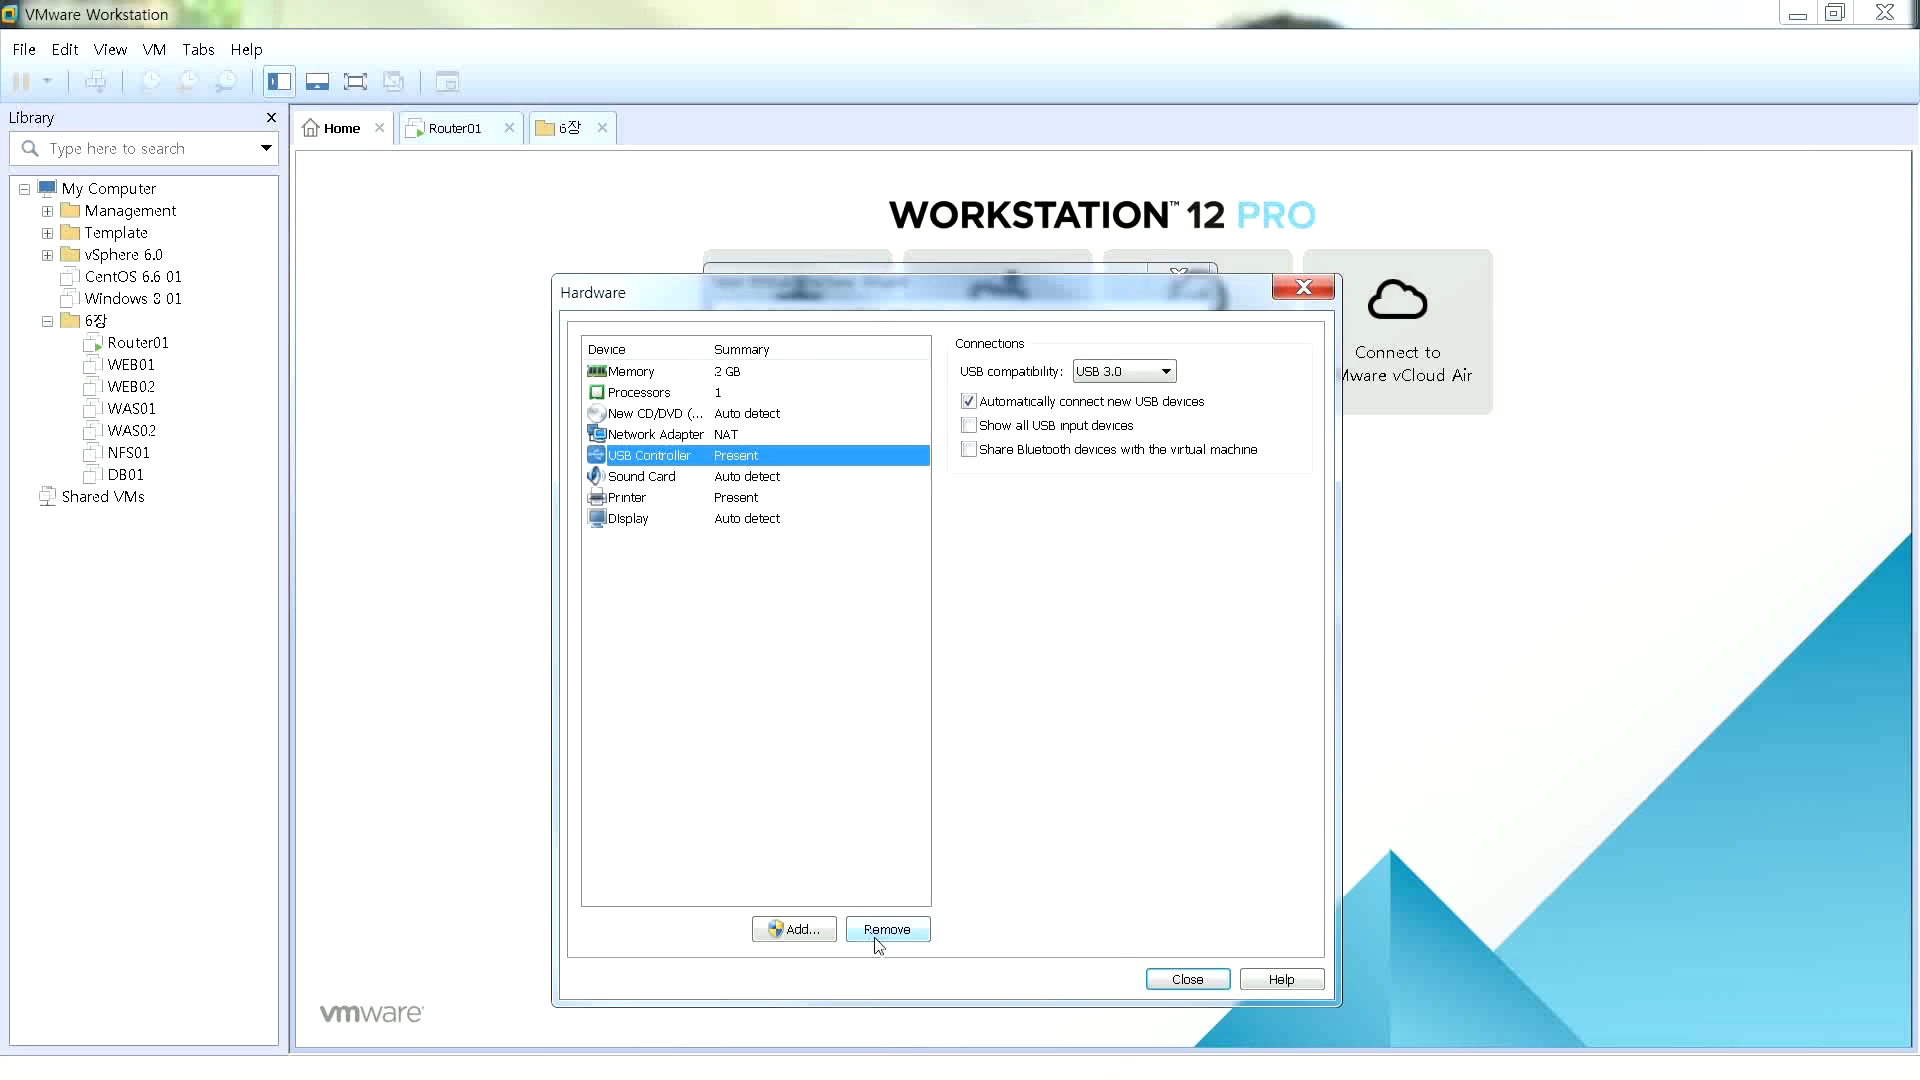 VMware Workstation
File Edit View VM Tabs Help
Library
Type here to search
My Computer
Management
Template
vSphere 6.0
CentOS 6.6 01
Windows 8 01
6장
Router01
WEB01
WEB02
WAS01
WAS02
NFS01
DB01
Shared VMs
Home
Router01
6장
WORKSTATION™ 12 PRO
Connect to
Mware vCloud Air
Hardware
Device Summary
Memory 2 GB
Processors 1
New CD/DVD (... Auto detect
Network Adapter NAT
USB Controller Present
Sound Card Auto detect
Printer Present
Display Auto detect
Connections
USB compatibility: USB 3.0
Automatically connect new USB devices
Show all USB input devices
Share Bluetooth devices with the virtual machine
Add...
Remove
Close
Help
vmware